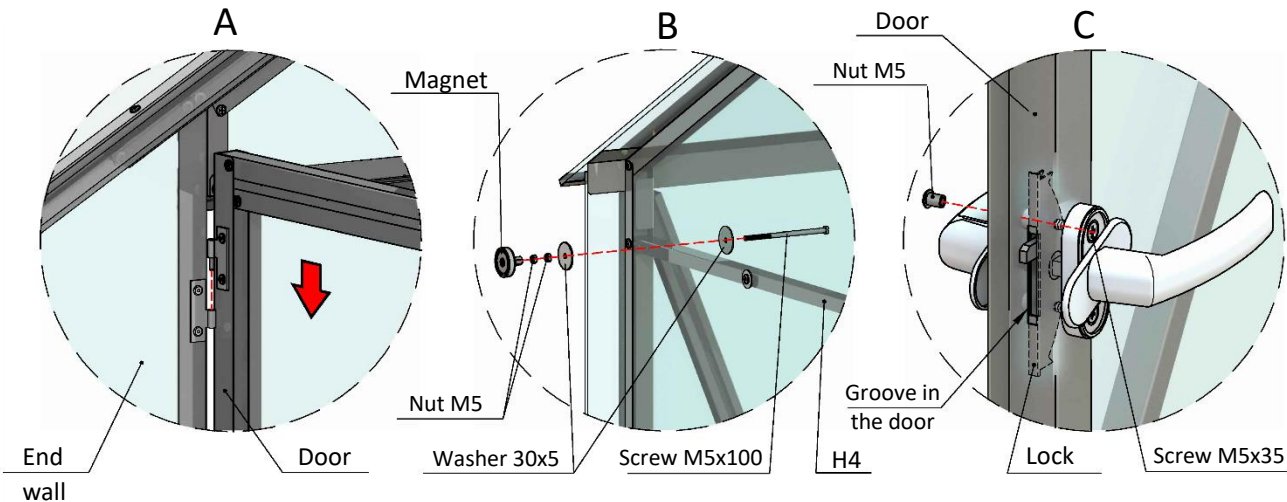 A
End
wall
Door
B
Magnet
Nut M5
Washer 30x5
Screw M5x100
H4
C
Door
Nut M5
Groove in
the door
Lock
Screw M5x35